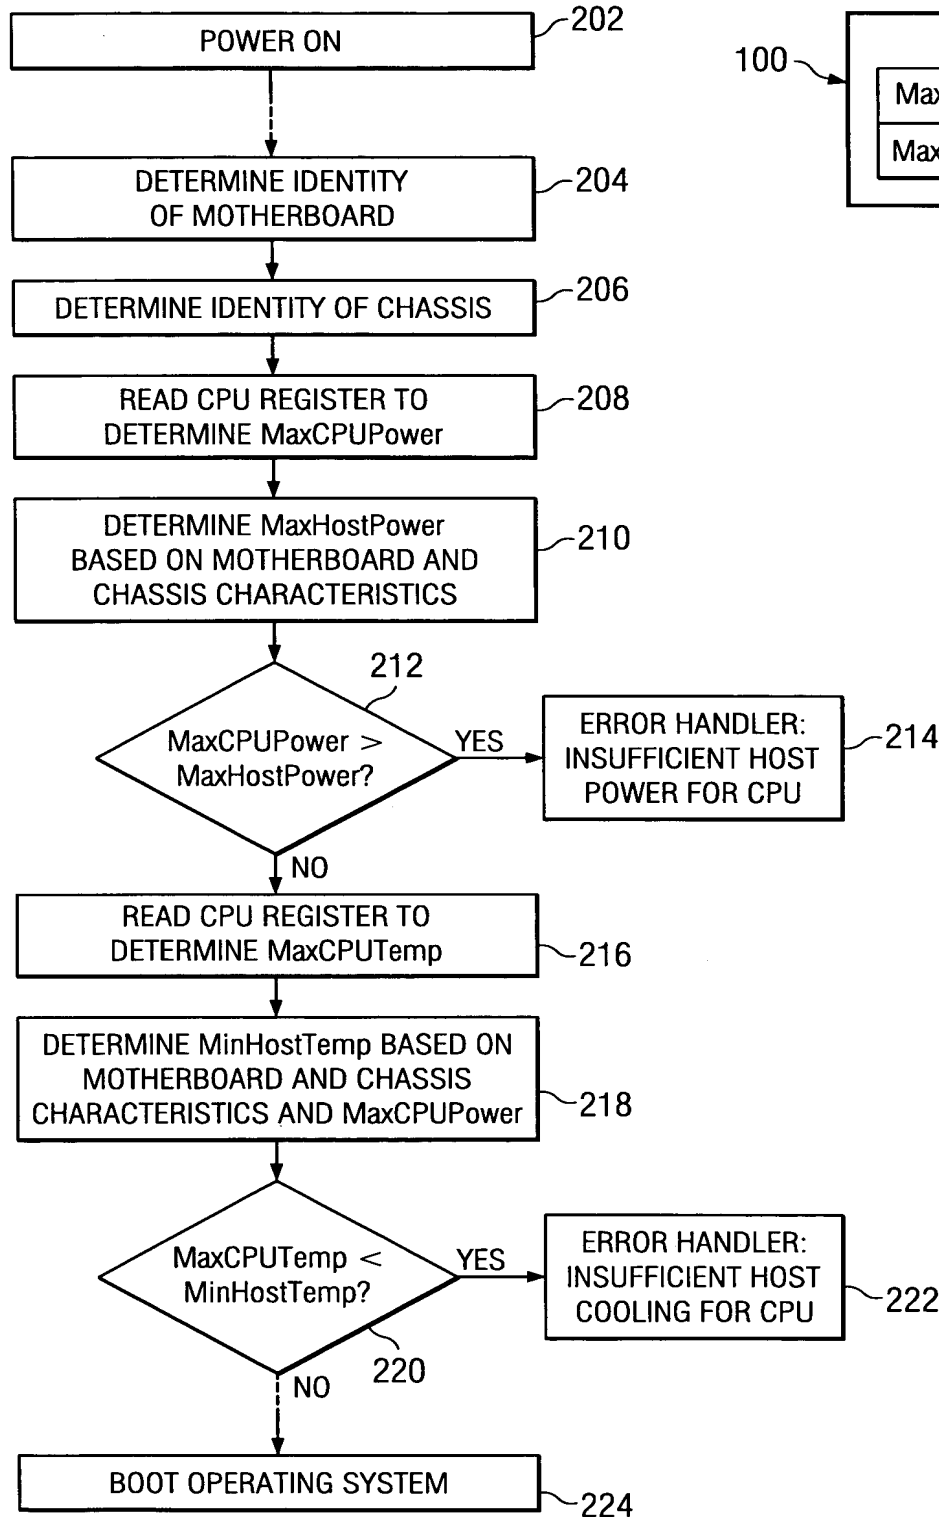 POWER ON
202
100
Max
Max
DETERMINE IDENTITY
OF MOTHERBOARD
204
DETERMINE IDENTITY OF CHASSIS
206
READ CPU REGISTER TO
DETERMINE MaxCPUPower
208
DETERMINE MaxHostPower
BASED ON MOTHERBOARD AND
CHASSIS CHARACTERISTICS
210
212
MaxCPUPower >
MaxHostPower?
YES
ERROR HANDLER:
INSUFFICIENT HOST
POWER FOR CPU
214
NO
READ CPU REGISTER TO
DETERMINE MaxCPUTemp
216
DETERMINE MinHostTemp BASED ON
MOTHERBOARD AND CHASSIS
CHARACTERISTICS AND MaxCPUPower
218
MaxCPUTemp <
MinHostTemp?
YES
ERROR HANDLER:
INSUFFICIENT HOST
COOLING FOR CPU
222
220
NO
BOOT OPERATING SYSTEM
224